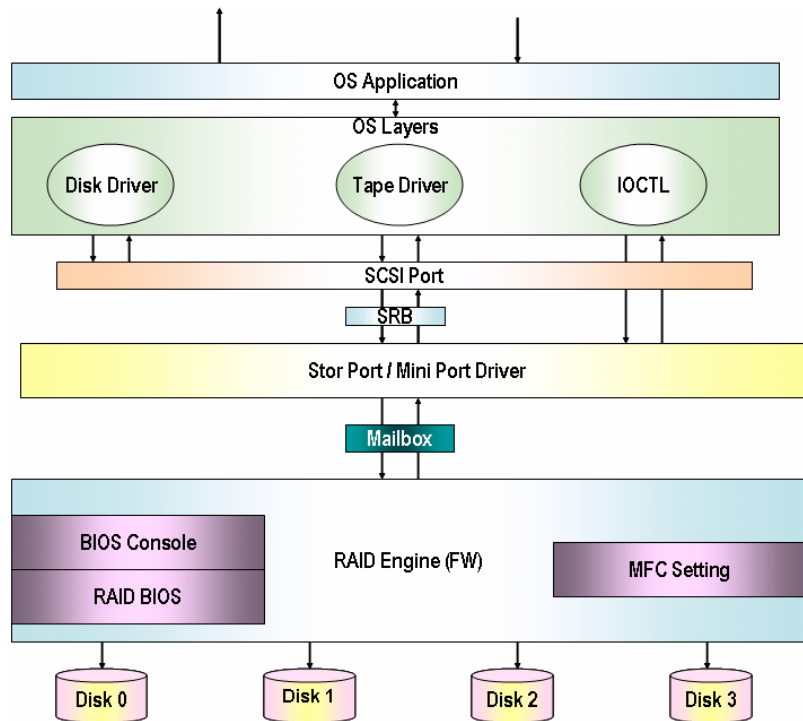 OS Application
OS Layers
Disk Driver
Tape Driver
IOCTL
SCSI Port
SRB
Stor Port / Mini Port Driver
Mailbox
BIOS Console
RAID BIOS
RAID Engine (FW)
MFC Setting
Disk 0
Disk 1
Disk 2
Disk 3